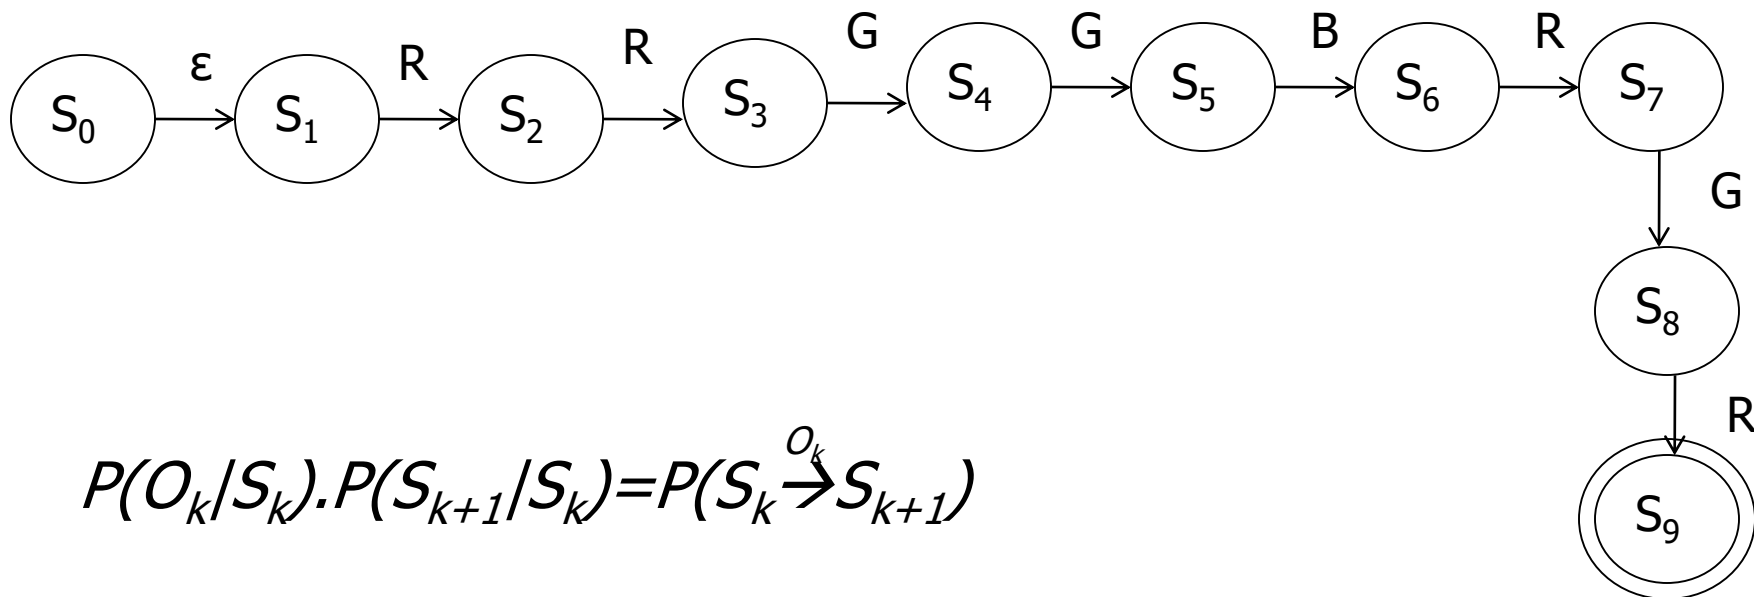 ε R R G G B R
S₀ S₁ S₂ S₃ S₄ S₅ S₆ S₇
G
S₈
R
Oₖ
P(Oₖ|Sₖ).P(Sₖ₊₁|Sₖ)=P(Sₖ→Sₖ₊₁)
S₉